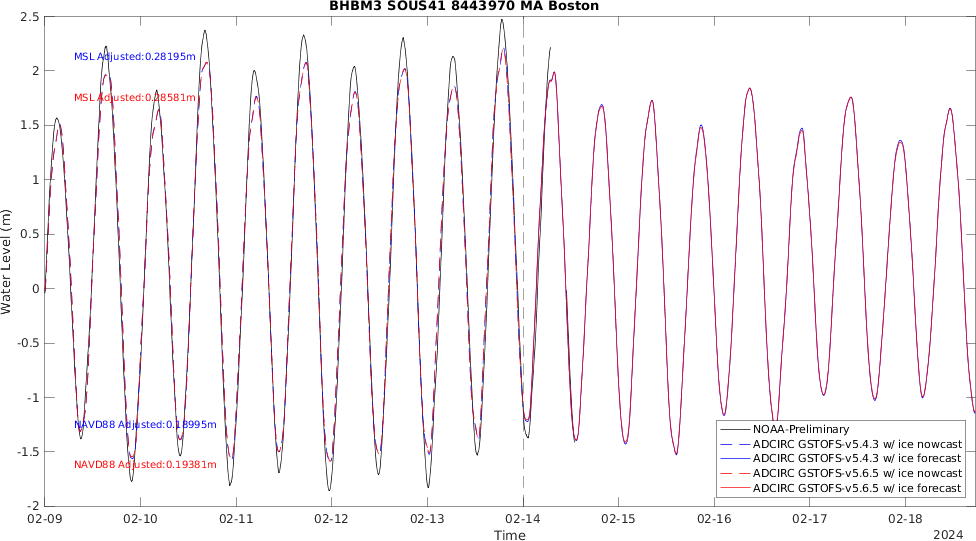 BHBM3 SOUS41 8443970 MA Boston
2.5
2
1.5
1
0.5
0
-0.5
-1
-1.5
-2
Water Level (m)
MSL Adjusted:0.28195m
MSL Adjusted:0.28581m
NAVD88 Adjusted:0.18995m
NAVD88 Adjusted:0.19381m
NOAA-Preliminary
ADCIRC GSTOFS-v5.4.3 w/ ice nowcast
ADCIRC GSTOFS-v5.4.3 w/ ice forecast
ADCIRC GSTOFS-v5.6.5 w/ ice nowcast
ADCIRC GSTOFS-v5.6.5 w/ ice forecast
02-09 02-10 02-11 02-12 02-13 02-14 02-15 02-16 02-17 02-18
Time
2024